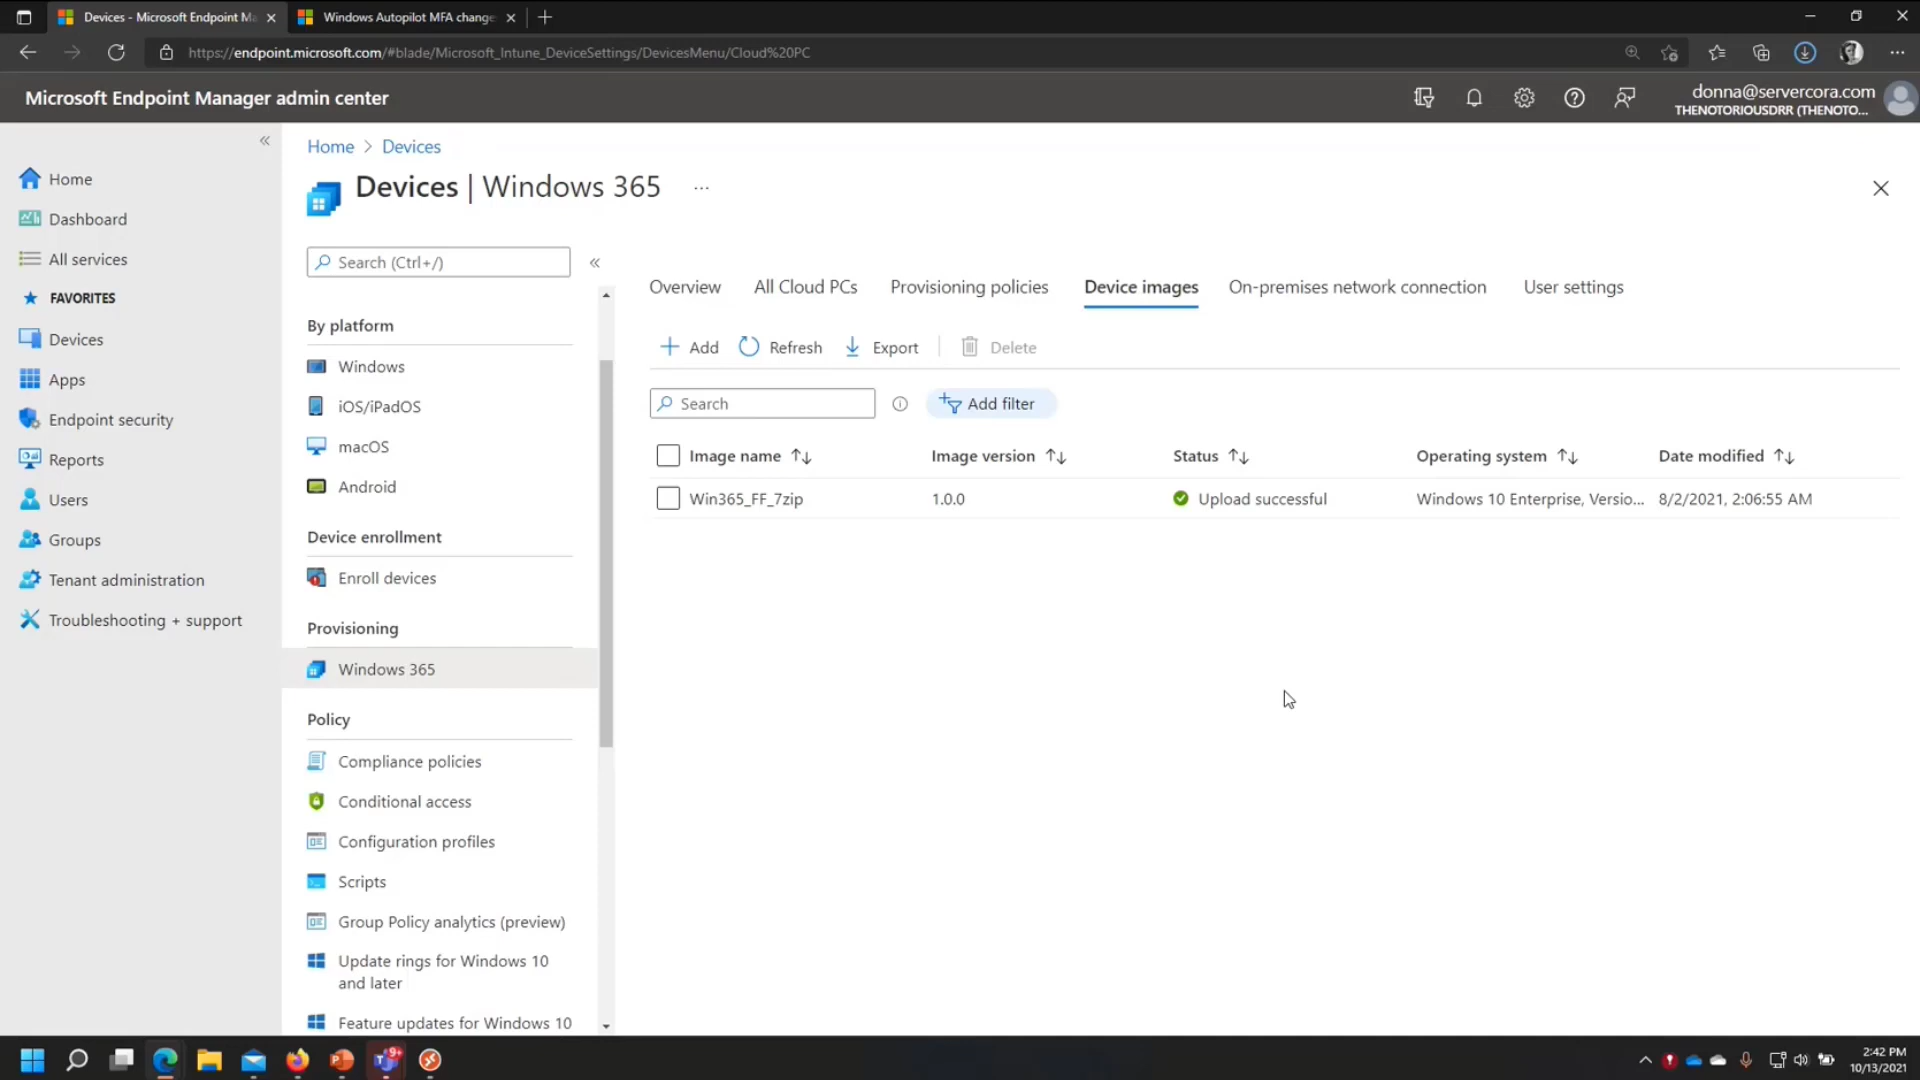 Devices - Microsoft Endpoint Ma
Windows Autopilot MFA change
https://endpoint.microsoft.com/#blade/Microsoft_Intune_DeviceSettings/DevicesMenu/Cloud%20PC
Microsoft Endpoint Manager admin center
donna@servercora.com
THENOTORIOUSDRR (THENOTO...
Home
Dashboard
All services
FAVORITES
Devices
Apps
Endpoint security
Reports
Users
Groups
Tenant administration
Troubleshooting + support
Home > Devices
Devices | Windows 365 ...
Search (Ctrl+/)
By platform
Windows
iOS/iPadOS
macOS
Android
Device enrollment
Enroll devices
Provisioning
Windows 365
Policy
Compliance policies
Conditional access
Configuration profiles
Scripts
Group Policy analytics (preview)
Update rings for Windows 10
and later
Feature updates for Windows 10
Overview All Cloud PCs Provisioning policies Device images On-premises network connection User settings
Add Refresh Export Delete
Search Add filter
Image name Image version Status Operating system Date modified
Win365_FF_7zip 1.0.0 Upload successful Windows 10 Enterprise, Versio... 8/2/2021, 2:06:55 AM
9+
2:42 PM
10/13/2021